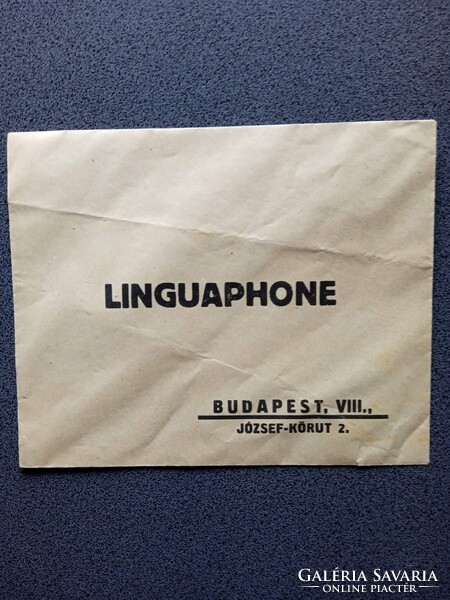 LINGUAPHONE
BUDAPEST, VIII.,
JÓZSEF-KÖRUT 2.
GALÉRIA SAVARIA
ONLINE PIACTÉR